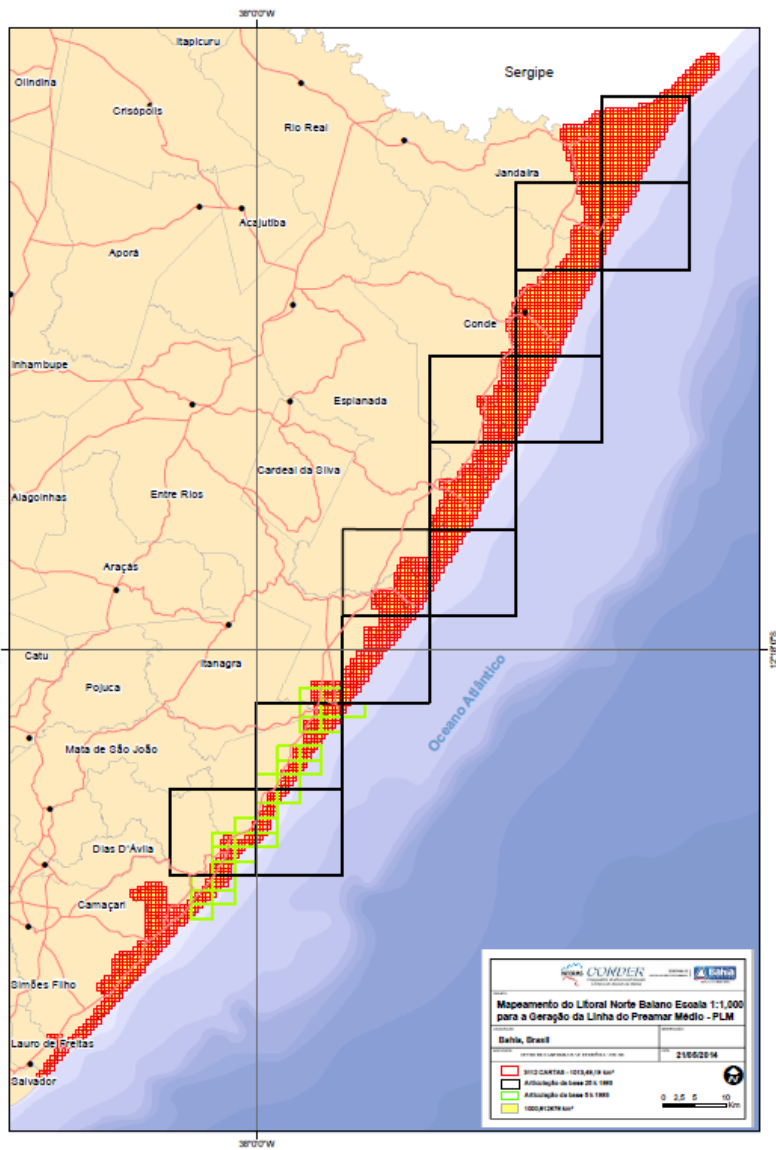 38°0'0"W
Itapicuru
Olindina
Sergipe
Crisópolis
Rio Real
Jandaíra
Acajutiba
Aporá
Conde
Inhambupe
Esplanada
Cardeal da Silva
Alagoinhas
Entre Rios
Araçás
Catu
Itanagra
Pojuca
Oceano Atlântico
Mata de São João
Dias D'Ávila
Camaçari
Simões Filho
Lauro de Freitas
Salvador
38°0'0"W
CONDER
Bahia
Mapeamento do Litoral Norte Baiano Escala 1:1,000
para a Geração da Linha do Preamar Médio - PLM
Bahia, Brasil
21/05/2014
Articulação da base 25 k 1993
Articulação da base 5 k 1993
0 2,5 5 10
Km